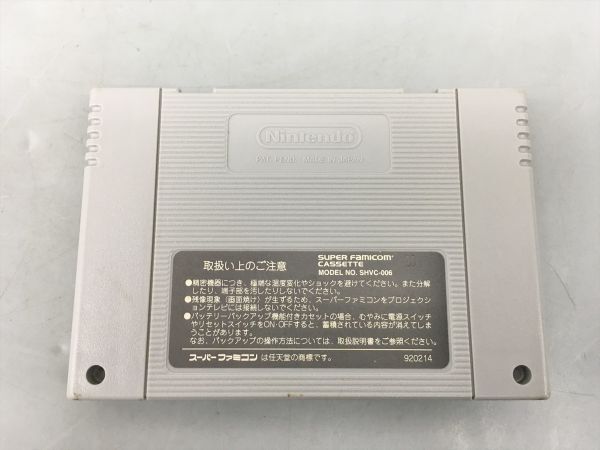 Nintendo
PAT. PEND. MADE IN JAPAN
取扱い上のご注意
SUPER FAMICOM
CASSETTE
MODEL NO. SHVC-006
●精密機器につき、極端な温度変化やショックを避けてください。また分解
したり、端子部を汚したりしないでください。
●残像現象(画面焼け)が生ずるため、スーパーファミコンをプロジェクシ
ョンテレビには接続しないでください。
●バッテリーバックアップ機能付きカセットの場合、むやみに電源スイッチ
やリセットスイッチをON・OFFすると、蓄積されている内容が消えてしま
うことがあります。
なお、バックアップの操作方法については、取扱説明書をご参照ください。
スーパーファミコンは任天堂の商標です。
920214